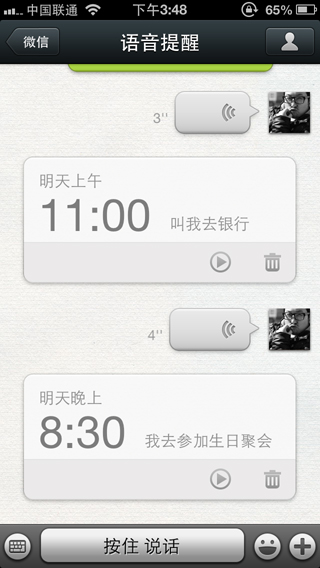 中国联通 下午3:48 65%
微信 语音提醒
3''
明天上午
11:00 叫我去银行
4''
明天晚上
8:30 我去参加生日聚会
按住 说话